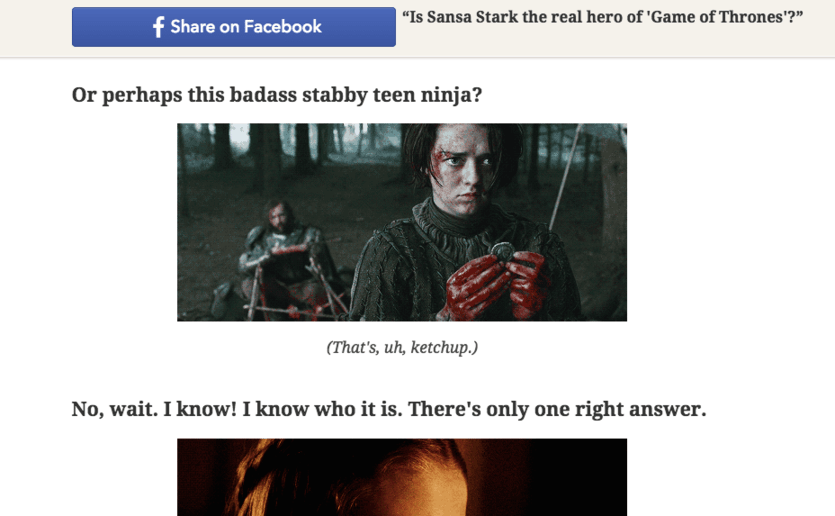 Share on Facebook
“Is Sansa Stark the real hero of 'Game of Thrones'?”
Or perhaps this badass stabby teen ninja?
(That's, uh, ketchup.)
No, wait. I know! I know who it is. There's only one right answer.